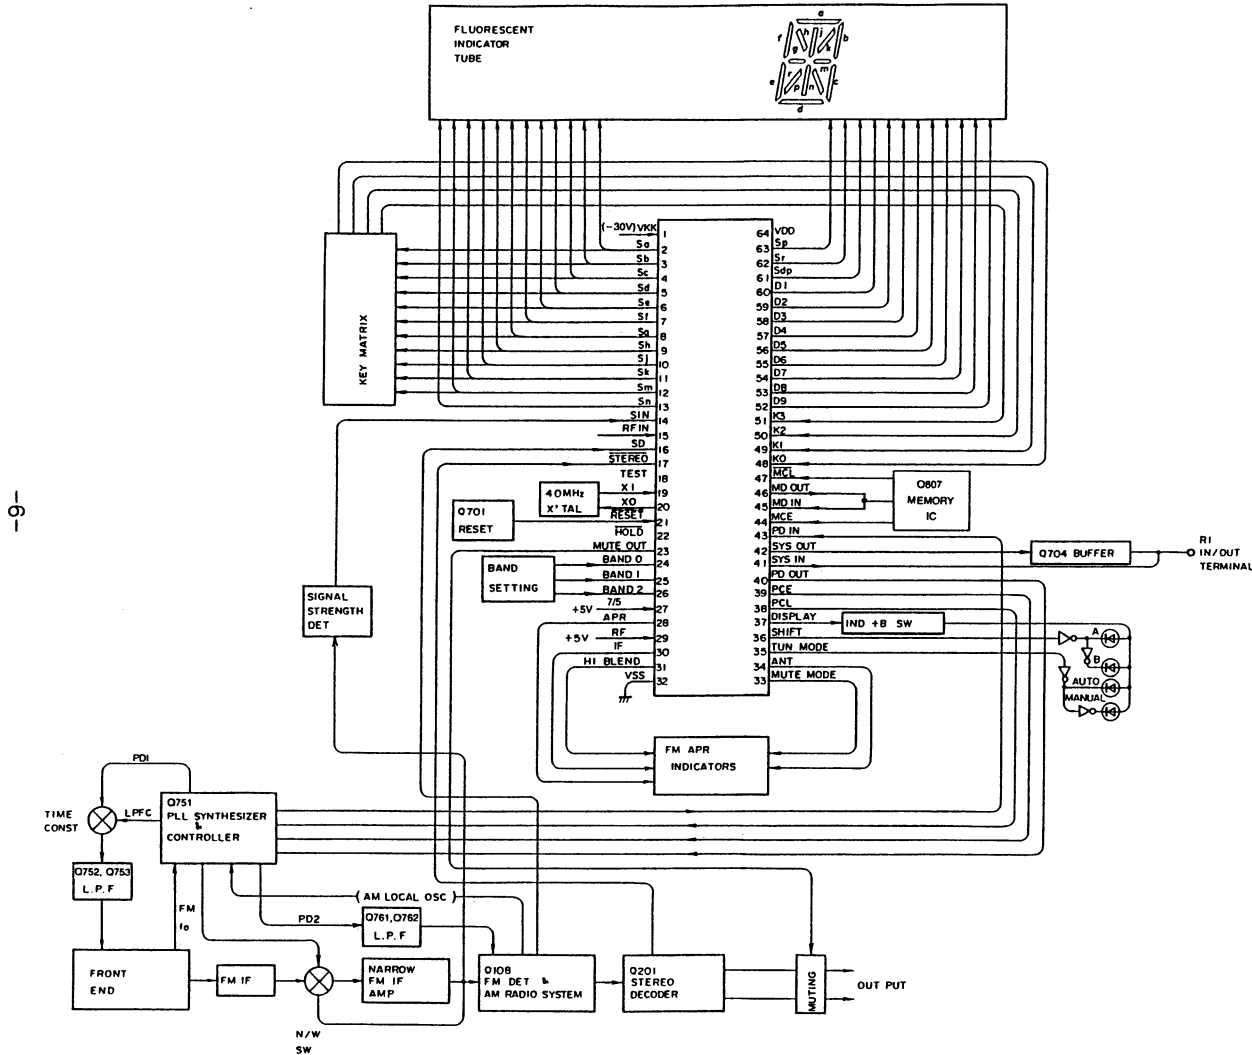 FLUORESCENT
INDICATOR
TUBE
a
f h j b
g k
e r m c
p n
d
-9-
KEY MATRIX
(-30V) VKK 1
Sa 2
Sb 3
Sc 4
Sd 5
Se 6
Sf 7
Sg 8
Sh 9
Sj 10
Sk 11
Sm 12
Sn 13
SIN 14
RF IN 15
SD 16
STEREO 17
TEST 18
X1 19
XO 20
RESET 21
HOLD 22
MUTE OUT 23
BAND 0 24
BAND 1 25
BAND 2 26
+5V 7/5 27
APR 28
+5V RF 29
IF 30
HI BLEND 31
VSS 32
64 VDD
63 Sp
62 Sr
61 Sdp
60 D1
59 D2
58 D3
57 D4
56 D5
55 D6
54 D7
53 D8
52 D9
51 K3
50 K2
49 K1
48 K0
47 MCL
46 MD OUT
45 MD IN
44 MCE
43 PD IN
42 SYS OUT
41 SYS IN
40 PD OUT
39 PCE
38 PCL
37 DISPLAY
36 SHIFT
35 TUN MODE
34 ANT
33 MUTE MODE
4.0MHz
X'TAL
Q701
RESET
BAND
SETTING
Q807
MEMORY
IC
Q704 BUFFER
RI
IN/OUT
TERMINAL
IND +B SW
A
B
AUTO
MANUAL
SIGNAL
STRENGTH
DET
FM APR
INDICATORS
PD1
TIME
CONST
LPFC
Q751
PLL SYNTHESIZER
&
CONTROLLER
Q752, Q753
L.P.F
(AM LOCAL OSC)
FM
fo
PD2
Q761, Q762
L.P.F
FRONT
END
FM IF
NARROW
FM IF
AMP
Q108
FM DET &
AM RADIO SYSTEM
Q201
STEREO
DECODER
MUTING
OUT PUT
N/W
SW